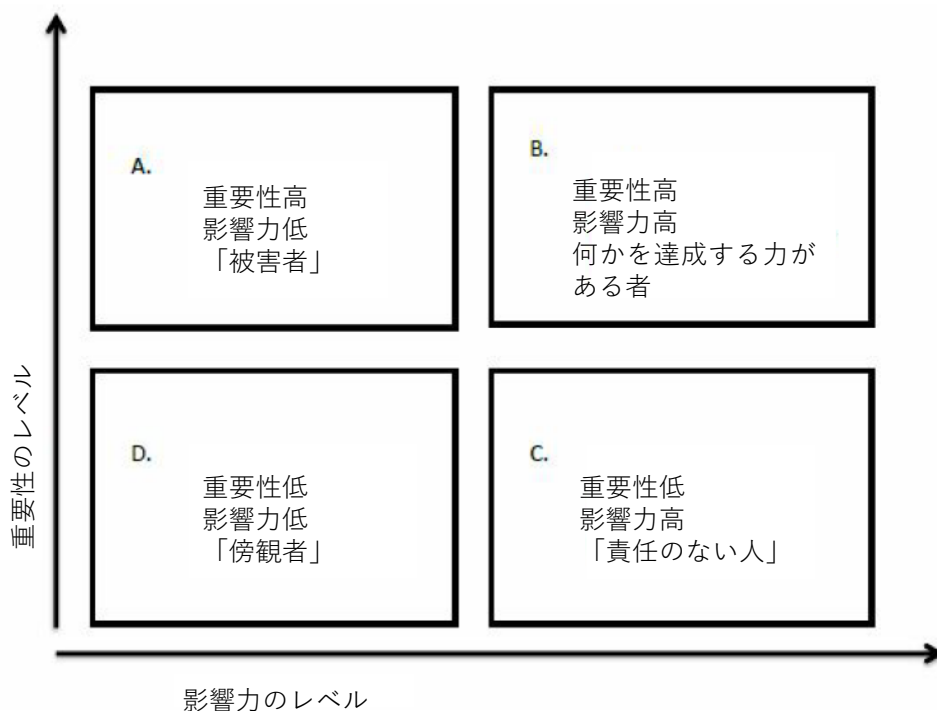 A.
重要性高
影響力低
「被害者」
B.
重要性高
影響力高
何かを達成する力が
ある者
D.
重要性低
影響力低
「傍観者」
C.
重要性低
影響力高
「責任のない人」
重要性のレベル
影響力のレベル